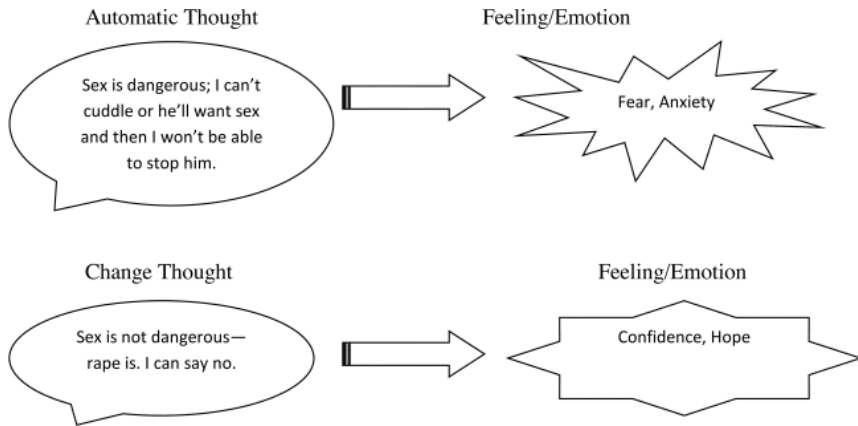 Automatic Thought
Feeling/Emotion
Sex is dangerous; I can’t
cuddle or he’ll want sex
and then I won’t be able
to stop him.
Fear, Anxiety
Change Thought
Feeling/Emotion
Sex is not dangerous—
rape is. I can say no.
Confidence, Hope